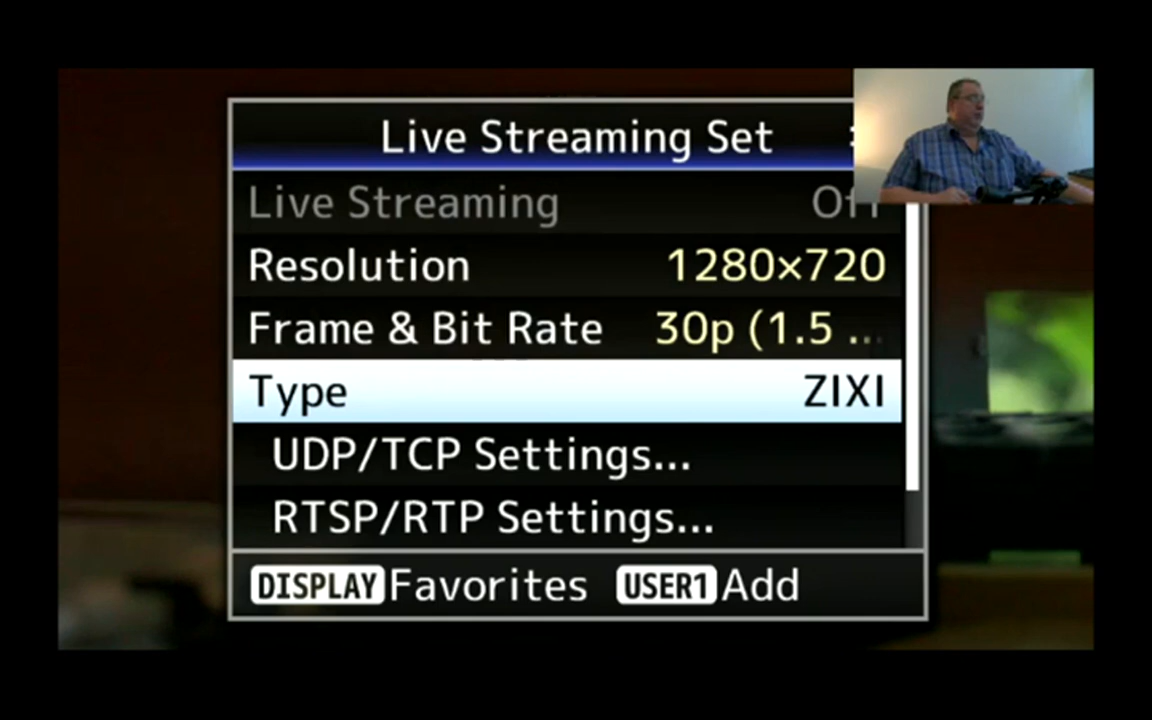 Live Streaming Set
Live Streaming Off
Resolution 1280×720
Frame & Bit Rate 30p (1.5 ...
Type ZIXI
UDP/TCP Settings...
RTSP/RTP Settings...
DISPLAY Favorites USER1 Add